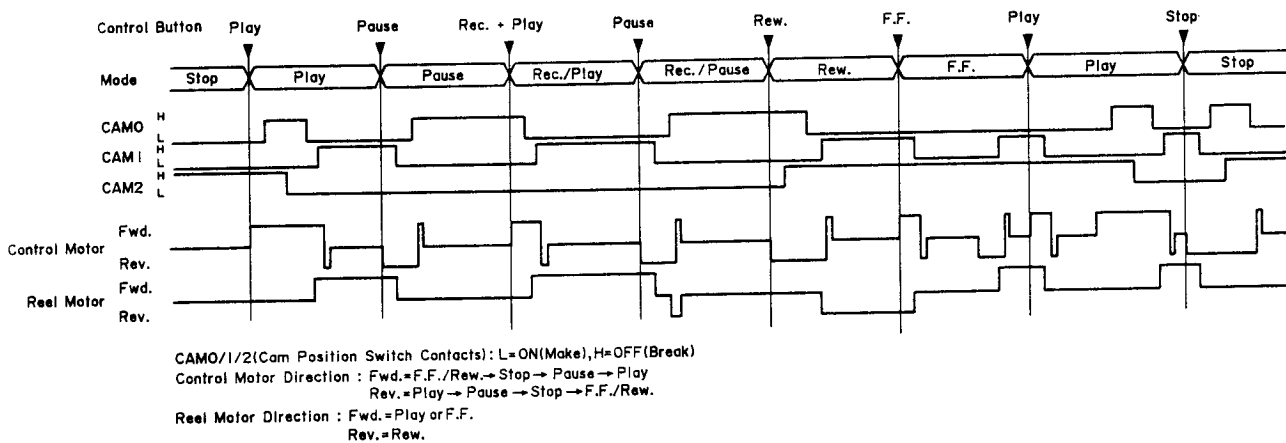 Control Button Play Pause Rec. + Play Pause Rew. F.F. Play Stop
Mode Stop Play Pause Rec./Play Rec./Pause Rew. F.F. Play Stop
CAM0 H L
CAM1 H L
CAM2 H L
Control Motor Fwd. Rev.
Reel Motor Fwd. Rev.
CAM0/1/2(Cam Position Switch Contacts): L=ON(Make),H=OFF(Break)
Control Motor Direction : Fwd.=F.F./Rew.→Stop→Pause→Play
Rev.=Play→Pause→Stop→F.F./Rew.
Reel Motor Direction : Fwd.=Play or F.F.
Rev.=Rew.